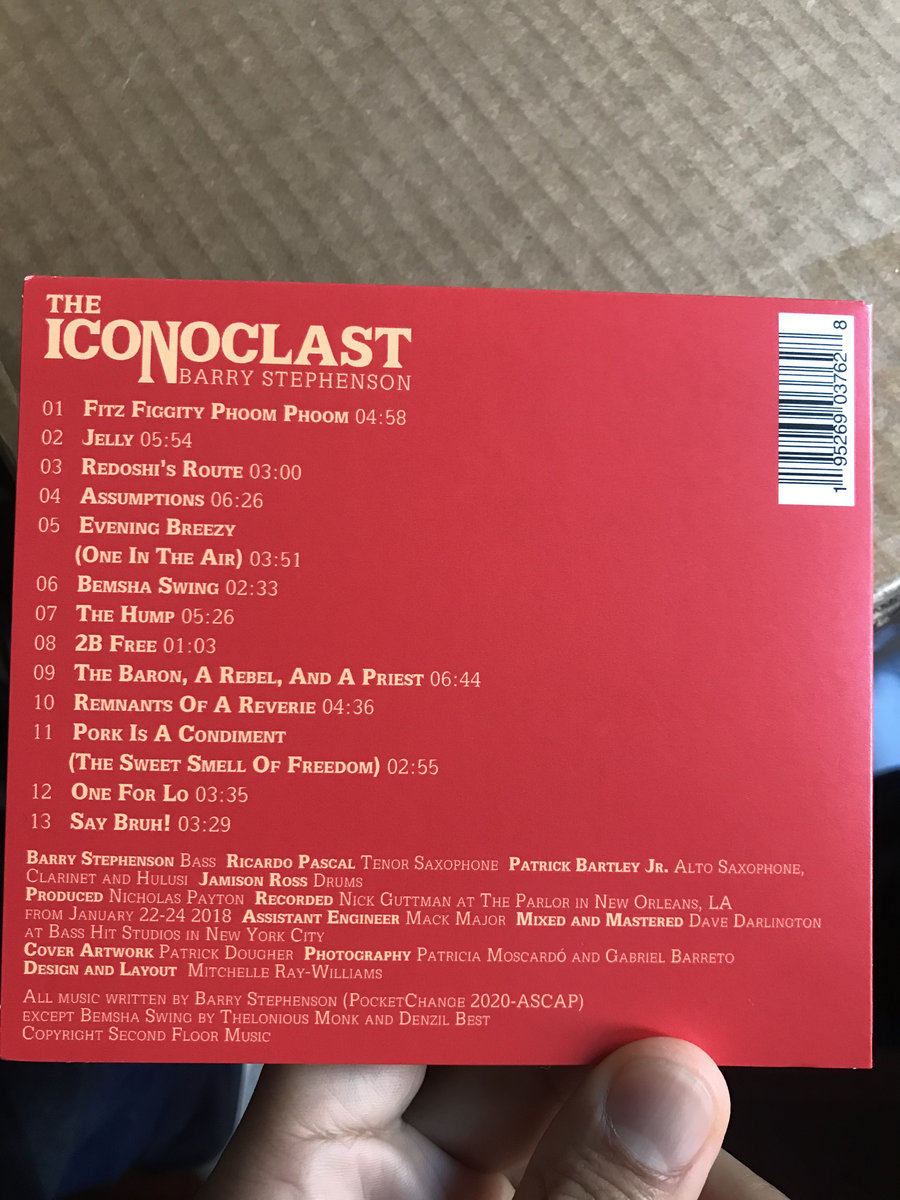 THE
ICONOCLAST
BARRY STEPHENSON
01 Fitz Figgity Phoom Phoom 04:58
02 Jelly 05:54
03 Redoshi's Route 03:00
04 Assumptions 06:26
05 Evening Breezy
(One In The Air) 03:51
06 Bemsha Swing 02:33
07 The Hump 05:26
08 2B Free 01:03
09 The Baron, A Rebel, And A Priest 06:44
10 Remnants Of A Reverie 04:36
11 Pork Is A Condiment
(The Sweet Smell Of Freedom) 02:55
12 One For Lo 03:35
13 Say Bruh! 03:29
Barry Stephenson Bass Ricardo Pascal Tenor Saxophone Patrick Bartley Jr. Alto Saxophone,
Clarinet and Hulusi Jamison Ross Drums
Produced Nicholas Payton Recorded Nick Guttman at The Parlor in New Orleans, LA
from January 22-24 2018 Assistant Engineer Mack Major Mixed and Mastered Dave Darlington
at Bass Hit Studios in New York City
Cover Artwork Patrick Dougher Photography Patricia Moscardó and Gabriel Barreto
Design and Layout Mitchelle Ray-Williams
All music written by Barry Stephenson (PocketChange 2020-ASCAP)
except Bemsha Swing by Thelonious Monk and Denzil Best
Copyright Second Floor Music
1 95269 03762 8